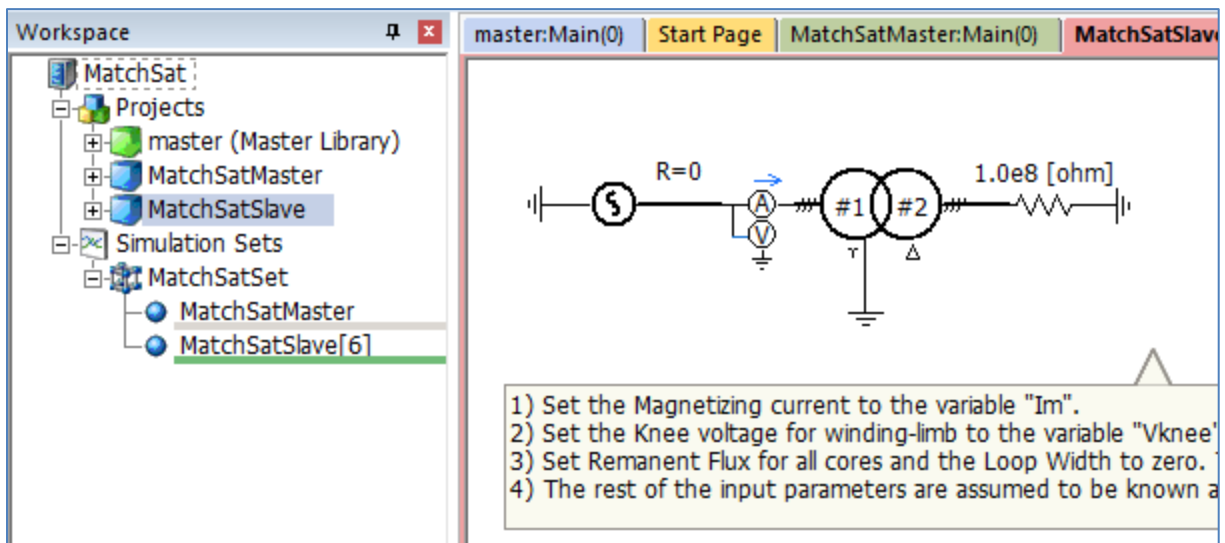 Workspace
MatchSat
Projects
master (Master Library)
MatchSatMaster
MatchSatSlave
Simulation Sets
MatchSatSet
MatchSatMaster
MatchSatSlave[6]
master:Main(0) Start Page MatchSatMaster:Main(0) MatchSatSlave
R=0
A
V
#1 #2
1.0e8 [ohm]
1) Set the Magnetizing current to the variable "Im".
2) Set the Knee voltage for winding-limb to the variable "Vknee"
3) Set Remanent Flux for all cores and the Loop Width to zero.
4) The rest of the input parameters are assumed to be known a